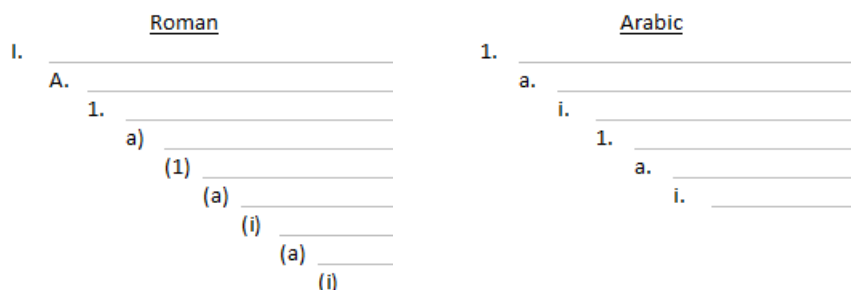 Roman
I.
A.
1.
a)
(1)
(a)
(i)
(a)
(i)
Arabic
1.
a.
i.
1.
a.
i.